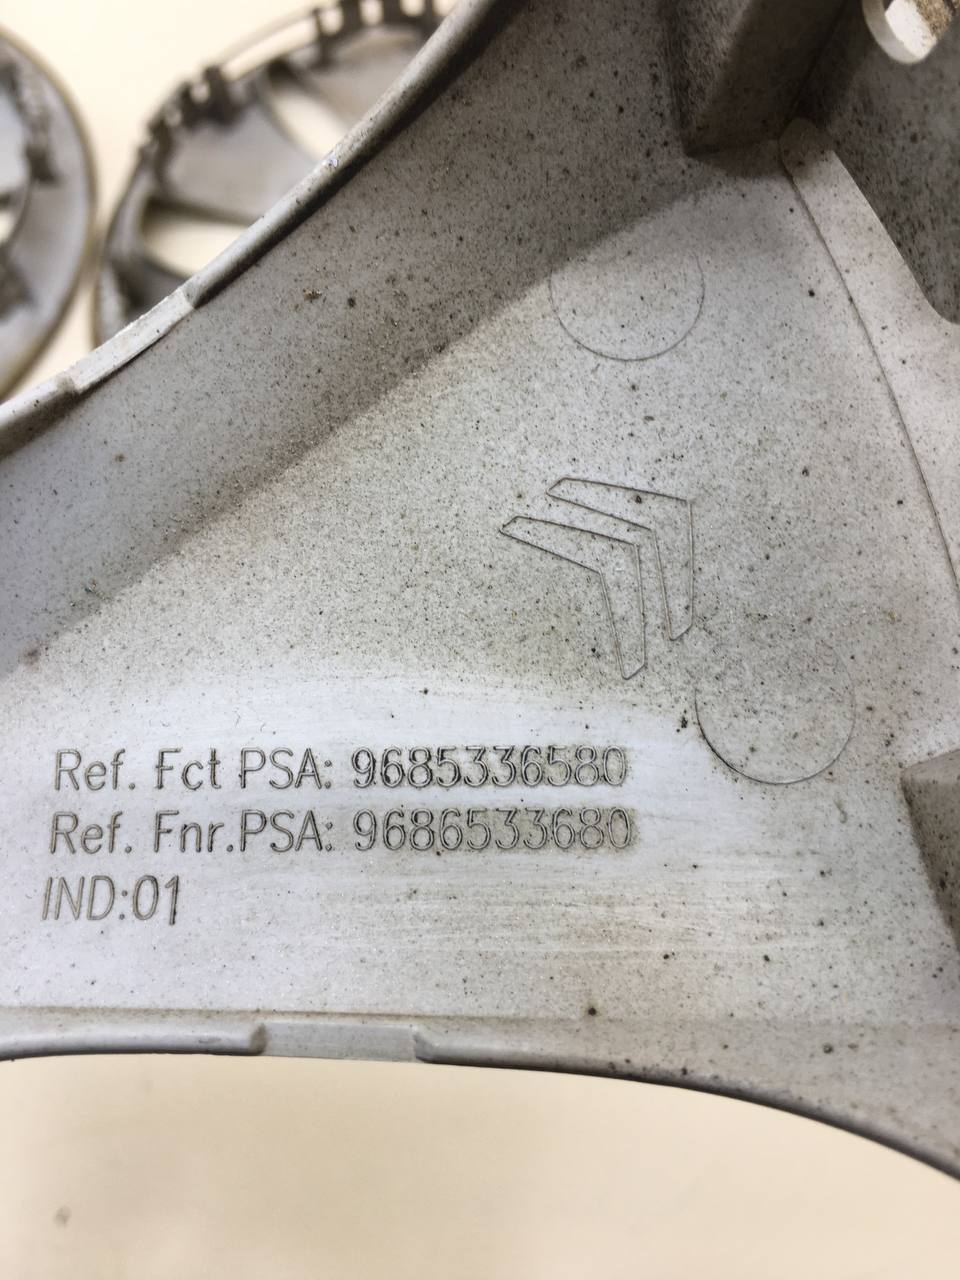 Ref. Fct PSA: 9685336580
Ref. Fnr.PSA: 9686533680
IND:01